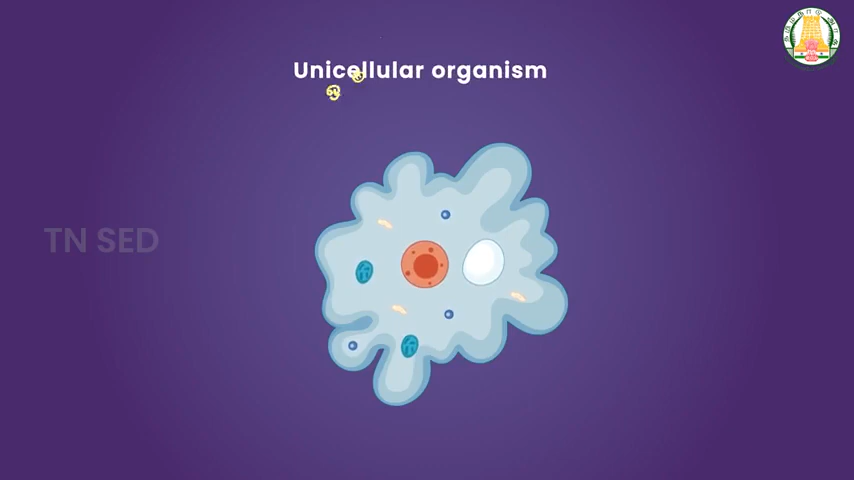 Unicellular organism
ஒ
TN SED